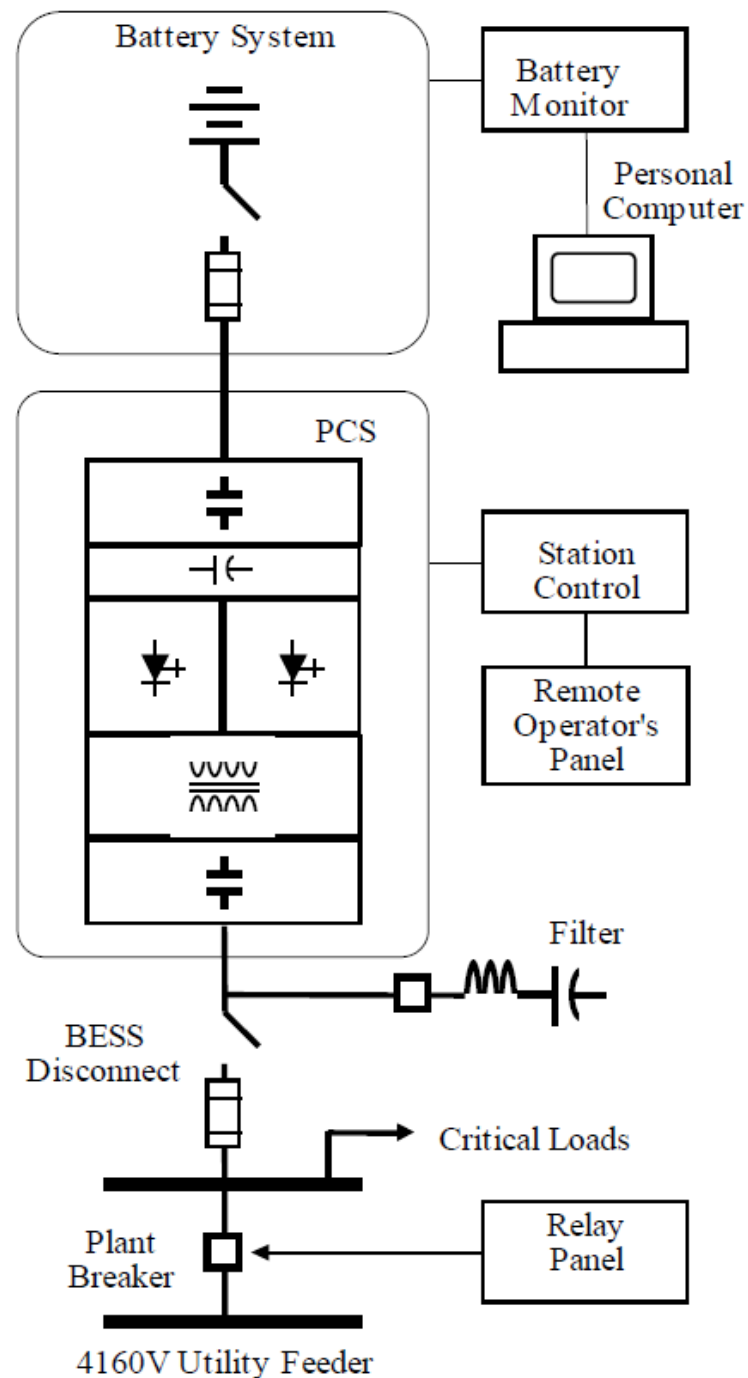 Battery System
Battery
Monitor
Personal
Computer
PCS
Station
Control
Remote
Operator's
Panel
Filter
BESS
Disconnect
Critical Loads
Plant
Breaker
Relay
Panel
4160V Utility Feeder